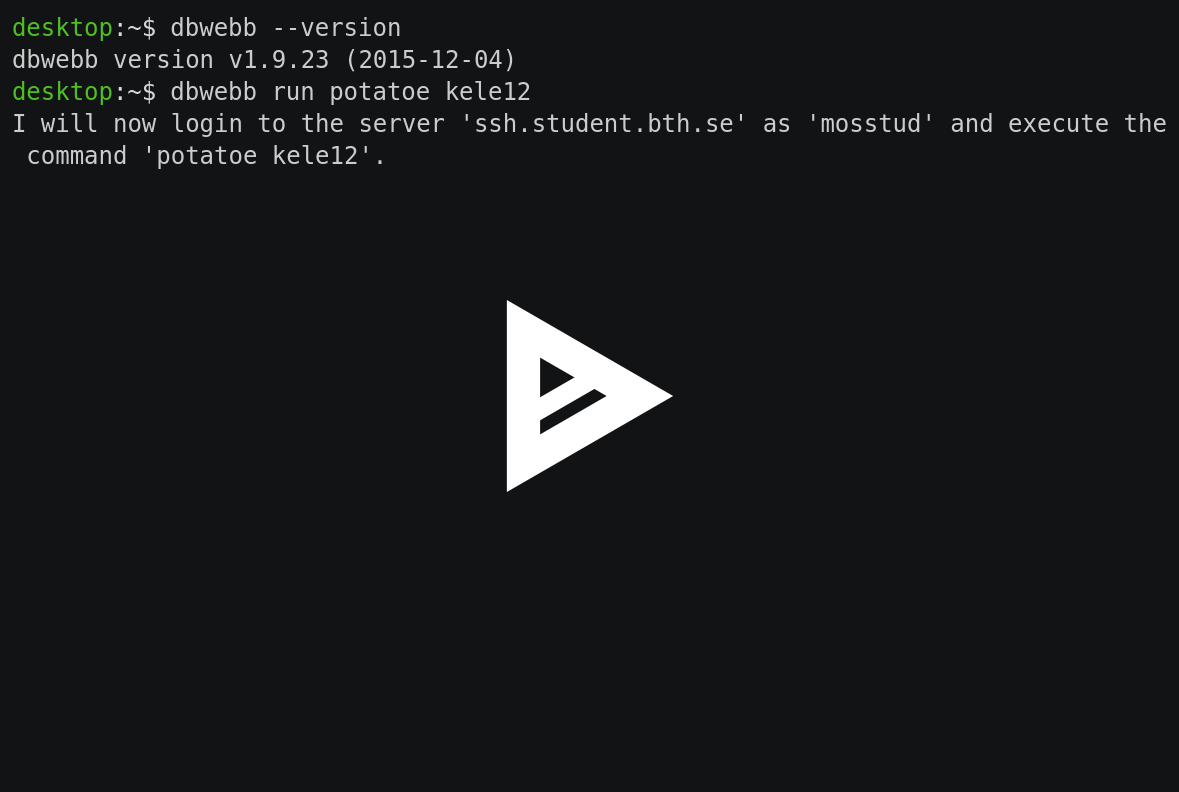 desktop:~$ dbwebb --version
dbwebb version v1.9.23 (2015-12-04)
desktop:~$ dbwebb run potatoe kele12
I will now login to the server 'ssh.student.bth.se' as 'mosstud' and execute the
 command 'potatoe kele12'.